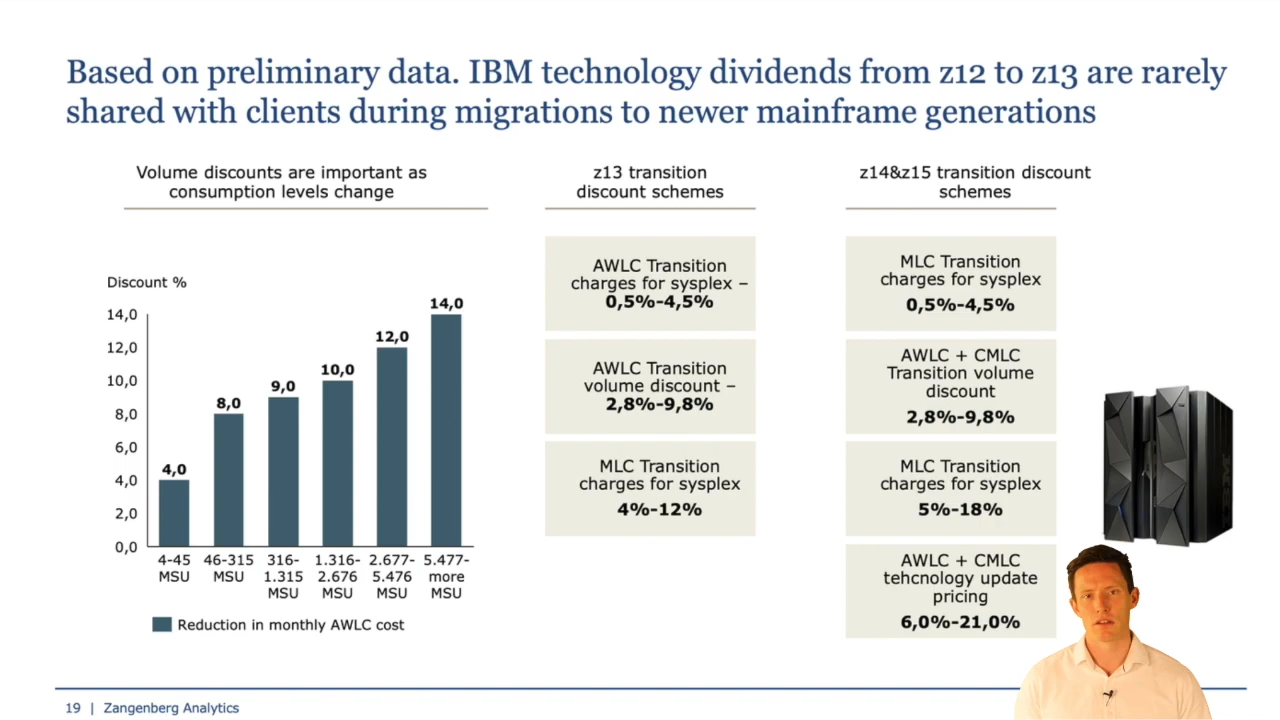 Based on preliminary data. IBM technology dividends from z12 to z13 are rarely
shared with clients during migrations to newer mainframe generations
Volume discounts are important as
consumption levels change
Discount %
14,0
12,0
10,0
8,0
6,0
4,0
2,0
0,0
4,0
8,0
9,0
10,0
12,0
14,0
4-45
MSU
46-315
MSU
316-
1.315
MSU
1.316-
2.676
MSU
2.677-
5.476
MSU
5.477-
more
MSU
Reduction in monthly AWLC cost
z13 transition
discount schemes
AWLC Transition
charges for sysplex –
0,5%-4,5%
AWLC Transition
volume discount –
2,8%-9,8%
MLC Transition
charges for sysplex
4%-12%
z14&z15 transition discount
schemes
MLC Transition
charges for sysplex
0,5%-4,5%
AWLC + CMLC
Transition volume
discount
2,8%-9,8%
MLC Transition
charges for sysplex
5%-18%
AWLC + CMLC
tehcnology update
pricing
6,0%-21,0%
IBM
19 | Zangenberg Analytics